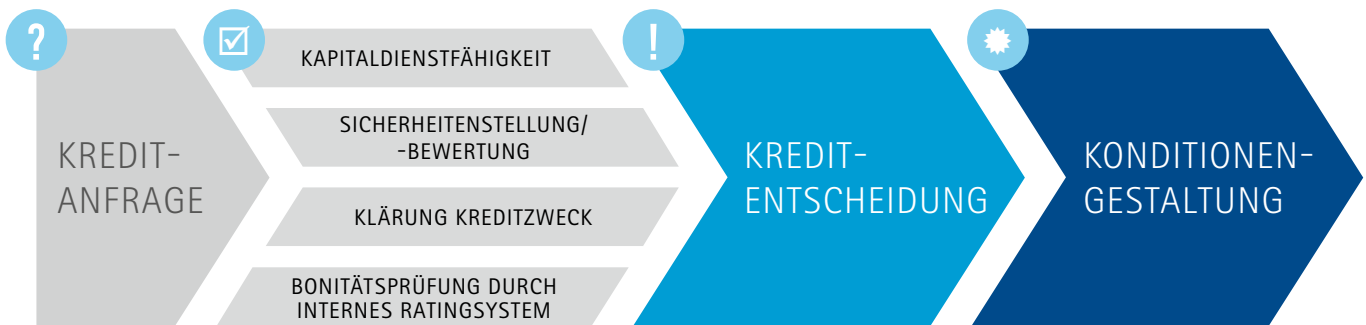 ?
KREDIT-
ANFRAGE
KAPITALDIENSTFÄHIGKEIT
SICHERHEITENSTELLUNG/
-BEWERTUNG
KLÄRUNG KREDITZWECK
BONITÄTSPRÜFUNG DURCH
INTERNES RATINGSYSTEM
!
KREDIT-
ENTSCHEIDUNG
KONDITIONEN-
GESTALTUNG